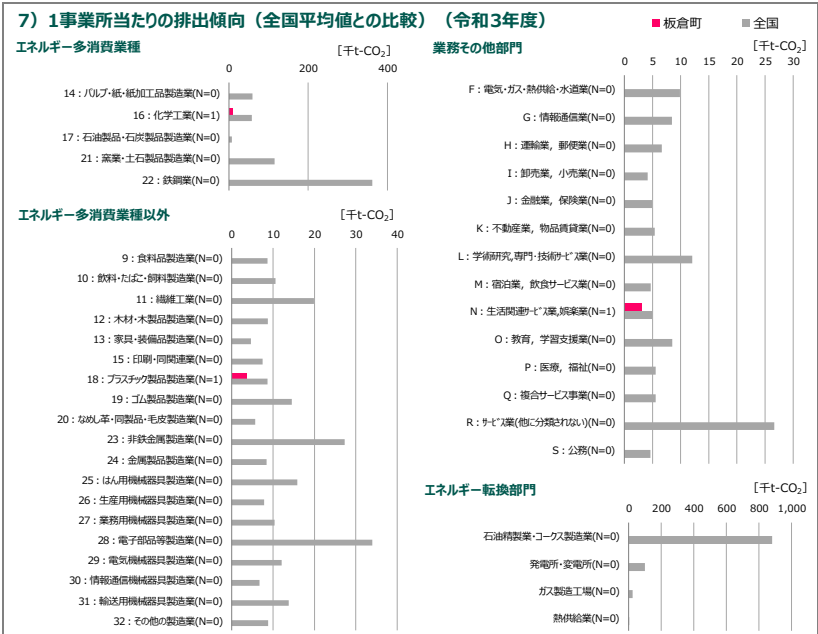 7）1事業所当たりの排出傾向（全国平均値との比較）（令和3年度）
■板倉町 ■全国
エネルギー多消費業種
[千t-CO₂]
0 200 400
14：パルプ・紙・紙加工品製造業(N=0)
16：化学工業(N=1)
17：石油製品・石炭製品製造業(N=0)
21：窯業・土石製品製造業(N=0)
22：鉄鋼業(N=0)
エネルギー多消費業種以外
[千t-CO₂]
0 10 20 30 40
9：食料品製造業(N=0)
10：飲料・たばこ・飼料製造業(N=0)
11：繊維工業(N=0)
12：木材・木製品製造業(N=0)
13：家具・装備品製造業(N=0)
15：印刷・同関連業(N=0)
18：プラスチック製品製造業(N=1)
19：ゴム製品製造業(N=0)
20：なめし革・同製品・毛皮製造業(N=0)
23：非鉄金属製造業(N=0)
24：金属製品製造業(N=0)
25：はん用機械器具製造業(N=0)
26：生産用機械器具製造業(N=0)
27：業務用機械器具製造業(N=0)
28：電子部品等製造業(N=0)
29：電気機械器具製造業(N=0)
30：情報通信機械器具製造業(N=0)
31：輸送用機械器具製造業(N=0)
32：その他の製造業(N=0)
業務その他部門
[千t-CO₂]
0 5 10 15 20 25 30
F：電気・ガス・熱供給・水道業(N=0)
G：情報通信業(N=0)
H：運輸業，郵便業(N=0)
I：卸売業，小売業(N=0)
J：金融業，保険業(N=0)
K：不動産業，物品賃貸業(N=0)
L：学術研究,専門・技術ｻｰﾋﾞｽ業(N=0)
M：宿泊業，飲食サービス業(N=0)
N：生活関連ｻｰﾋﾞｽ業,娯楽業(N=1)
O：教育，学習支援業(N=0)
P：医療，福祉(N=0)
Q：複合サービス事業(N=0)
R：ｻｰﾋﾞｽ業(他に分類されない)(N=0)
S：公務(N=0)
エネルギー転換部門
[千t-CO₂]
0 200 400 600 800 1,000
石油精製業・コークス製造業(N=0)
発電所・変電所(N=0)
ガス製造工場(N=0)
熱供給業(N=0)